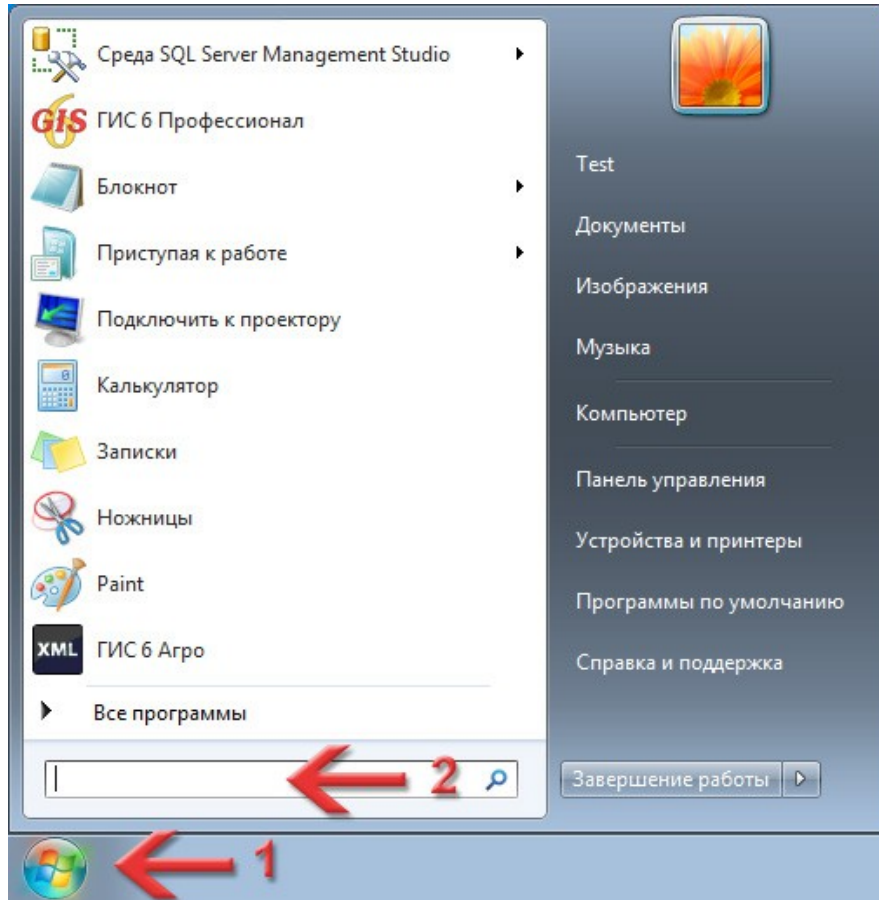 Среда SQL Server Management Studio
GIS 6
ГИС 6 Профессионал
Блокнот
Приступая к работе
Подключить к проектору
0
Калькулятор
Записки
Ножницы
Paint
XML
ГИС 6 Агро
Все программы
2
1
Test
Документы
Изображения
Музыка
Компьютер
Панель управления
Устройства и принтеры
Программы по умолчанию
Справка и поддержка
Завершение работы